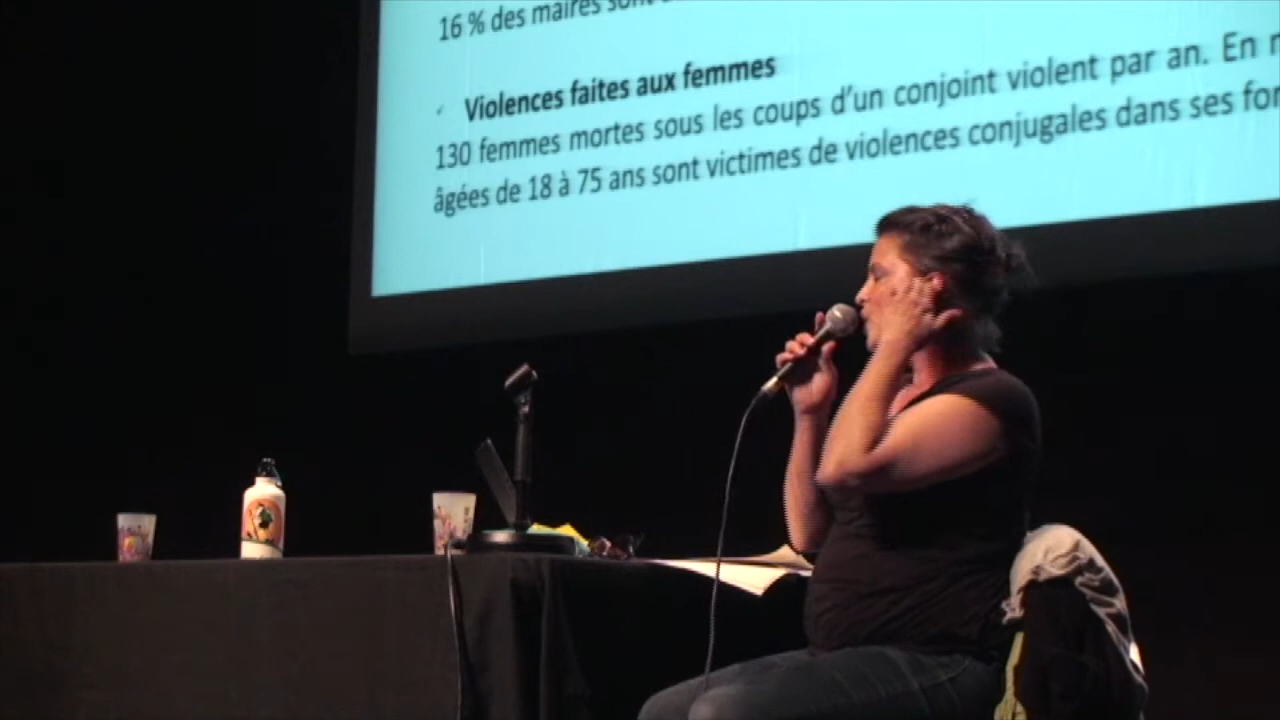 16 % des maires sont
Violences faites aux femmes
130 femmes mortes sous les coups d'un conjoint violent par an. En
âgées de 18 à 75 ans sont victimes de violences conjugales dans ses